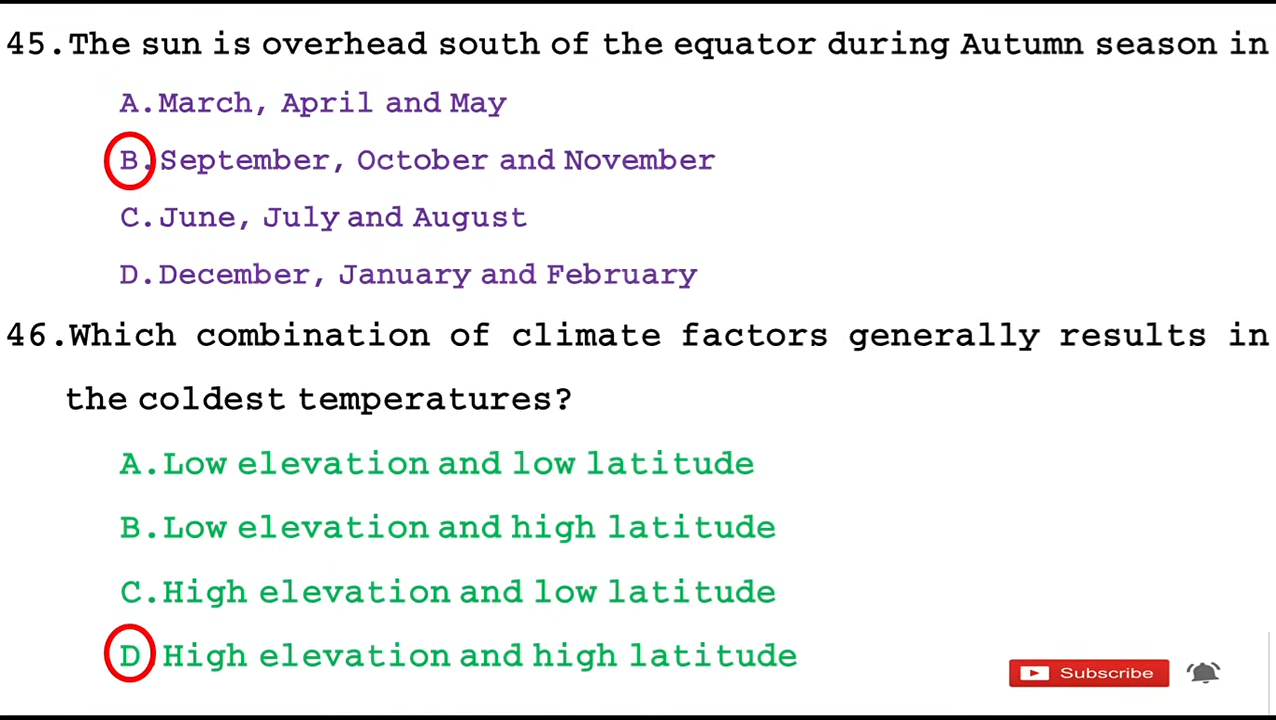 45.The sun is overhead south of the equator during Autumn season in
A.March, April and May
B.September, October and November
C.June, July and August
D.December, January and February
46.Which combination of climate factors generally results in
the coldest temperatures?
A.Low elevation and low latitude
B.Low elevation and high latitude
C.High elevation and low latitude
D High elevation and high latitude
Subscribe